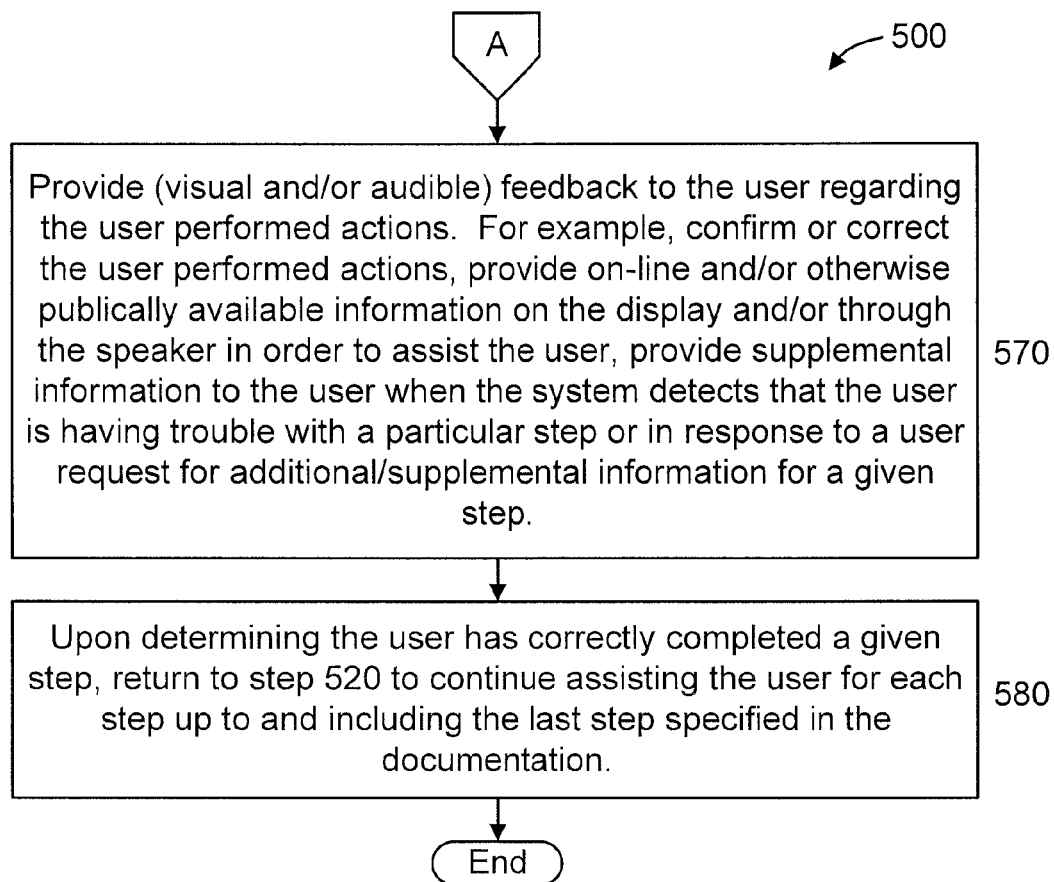 A
500
Provide (visual and/or audible) feedback to the user regarding
the user performed actions. For example, confirm or correct
the user performed actions, provide on-line and/or otherwise
publically available information on the display and/or through
the speaker in order to assist the user, provide supplemental
information to the user when the system detects that the user
is having trouble with a particular step or in response to a user
request for additional/supplemental information for a given
step.
570
Upon determining the user has correctly completed a given
step, return to step 520 to continue assisting the user for each
step up to and including the last step specified in the
documentation.
580
End